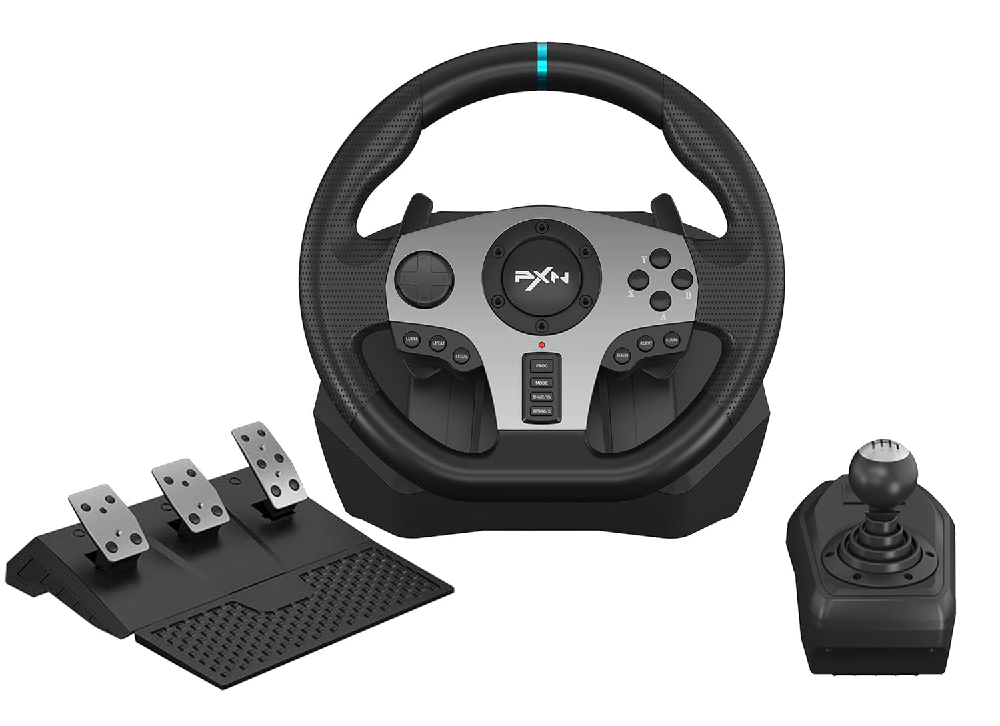 PXN
Y
X
B
A
L1/5/LB
L2/7/LT
L3/11/SL
R3/12/SR
R2/8/RT
R1/6/RB
PROG
MODE
SHARE/
OPTIONS/